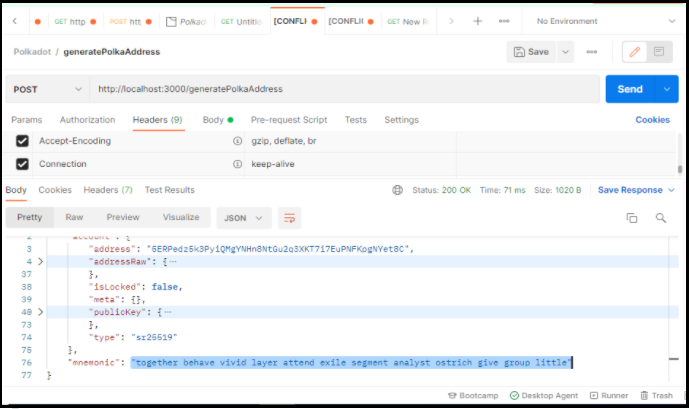 GET http POST htt Polkad GET Untitle [CONFLI [CONFLI GET New R No Environment
Polkadot / generatePolkaAddress Save
POST http://localhost:3000/generatePolkaAddress Send
Params Authorization Headers (9) Body Pre-request Script Tests Settings Cookies
Accept-Encoding gzip, deflate, br
Connection keep-alive
Body Cookies Headers (7) Test Results Status: 200 OK Time: 71 ms Size: 1020 B Save Response
Pretty Raw Preview Visualize JSON
2 "account": {
3 "address": "5ERPedz5k3PyiQMgYNHn8NtGu2q3XKT7i7EuPNFKpgNYet8C",
4 "addressRaw": {
37 },
38 "isLocked": false,
39 "meta": {},
40 "publicKey": {
73 },
74 "type": "sr25519"
75 },
76 "mnemonic": "together behave vivid layer attend exile segment analyst ostrich give group little"
77 }
Bootcamp Desktop Agent Runner Trash